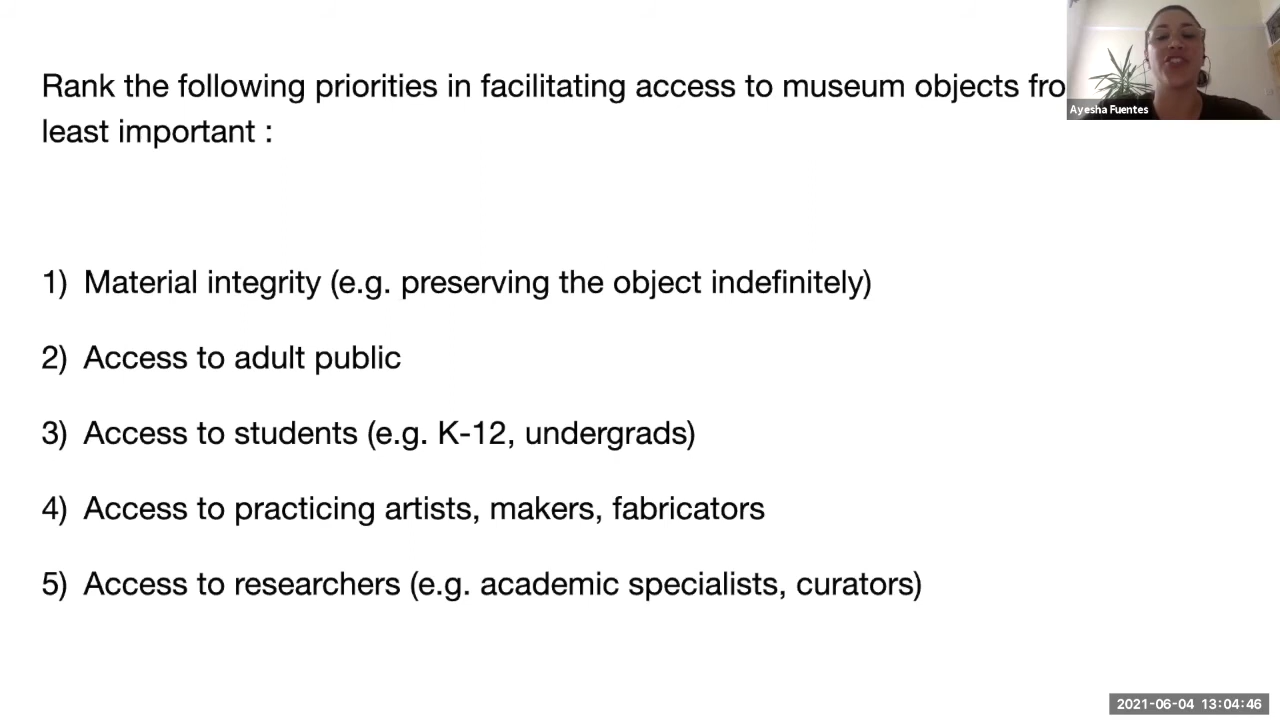 Rank the following priorities in facilitating access to museum objects fro
least important :
Ayesha Fuentes
1) Material integrity (e.g. preserving the object indefinitely)
2) Access to adult public
3) Access to students (e.g. K-12, undergrads)
4) Access to practicing artists, makers, fabricators
5) Access to researchers (e.g. academic specialists, curators)
2021-06-04 13:04:46